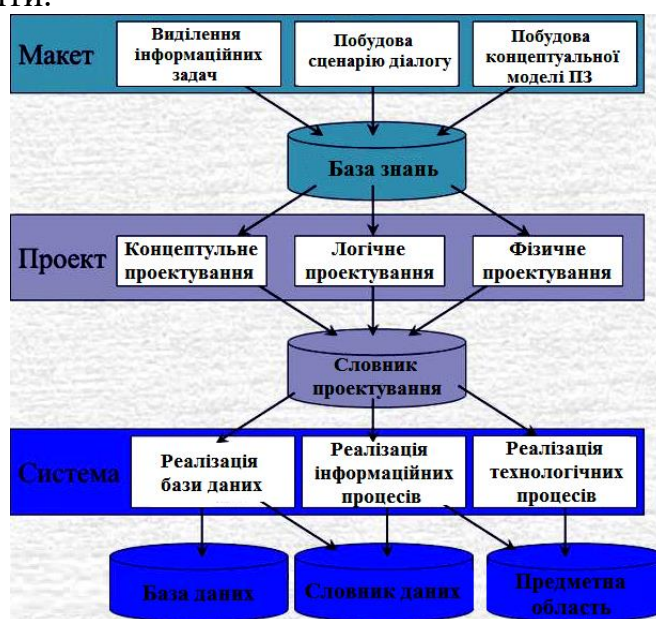 ти.
Макет
Виділення
інформаційних
задач
Побудова
сценарію діалогу
Побудова
концептуальної
моделі ПЗ
База знань
Проект
Концептульне
проектування
Логічне
проектування
Фізичне
проектування
Словник
проектування
Система
Реалізація
бази даних
Реалізація
інформаційних
процесів
Реалізація
технологічних
процесів
База даних
Словник даних
Предметна
область